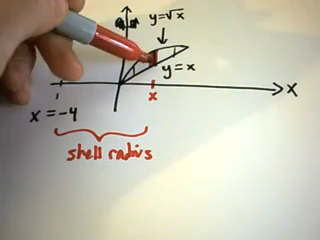 y=√x
y=x
x
x
x=-4
shell radius